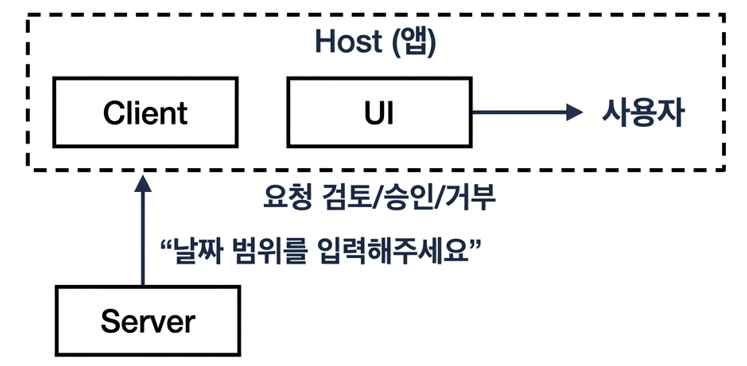 Host (앱)
Client
UI
사용자
요청 검토/승인/거부
“날짜 범위를 입력해주세요”
Server